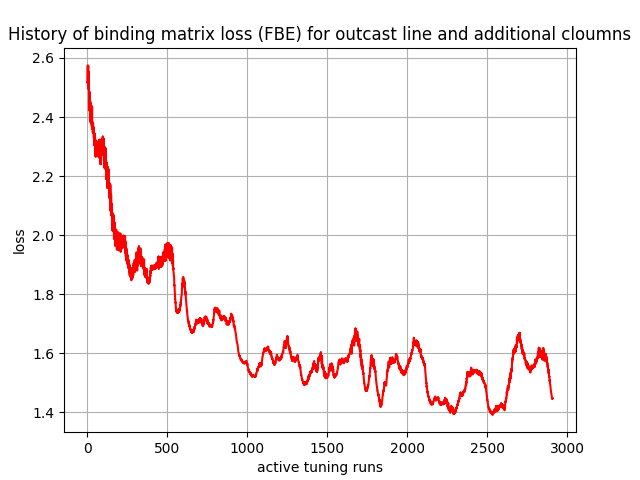 History of binding matrix loss (FBE) for outcast line and additional cloumns
2.6
2.4
2.2
2.0
1.8
1.6
1.4
loss
0 500 1000 1500 2000 2500 3000
active tuning runs